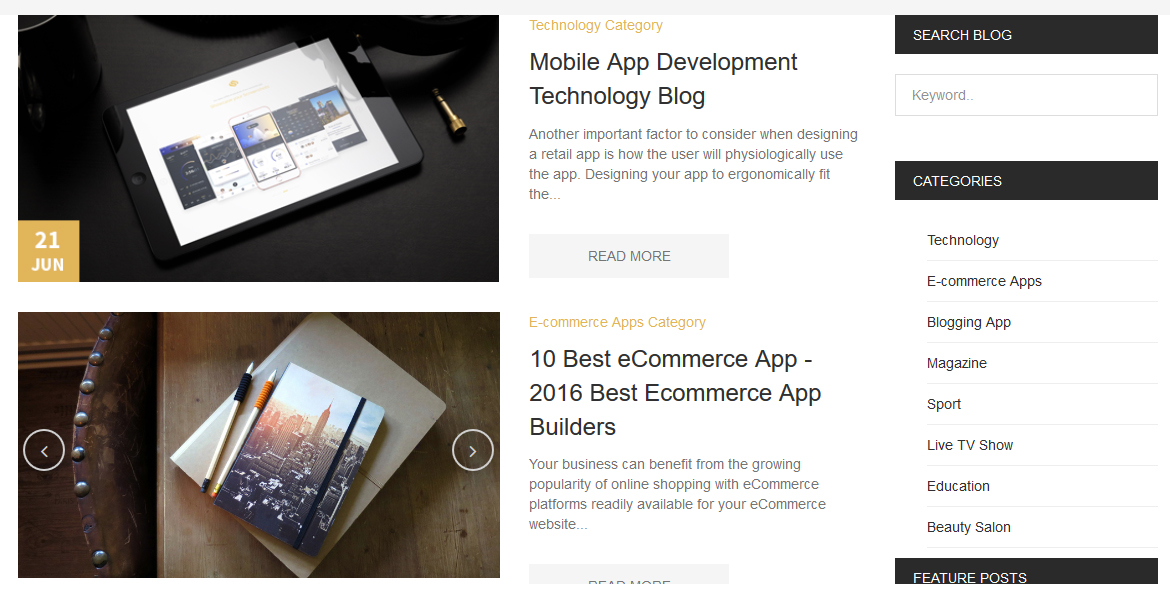 Technology Category
Mobile App Development
Technology Blog
Another important factor to consider when designing
a retail app is how the user will physiologically use
the app. Designing your app to ergonomically fit
the...
READ MORE
21
JUN
E-commerce Apps Category
10 Best eCommerce App -
2016 Best Ecommerce App
Builders
Your business can benefit from the growing
popularity of online shopping with eCommerce
platforms readily available for your eCommerce
website...
READ MORE
SEARCH BLOG
Keyword..
CATEGORIES
Technology
E-commerce Apps
Blogging App
Magazine
Sport
Live TV Show
Education
Beauty Salon
FEATURE POSTS